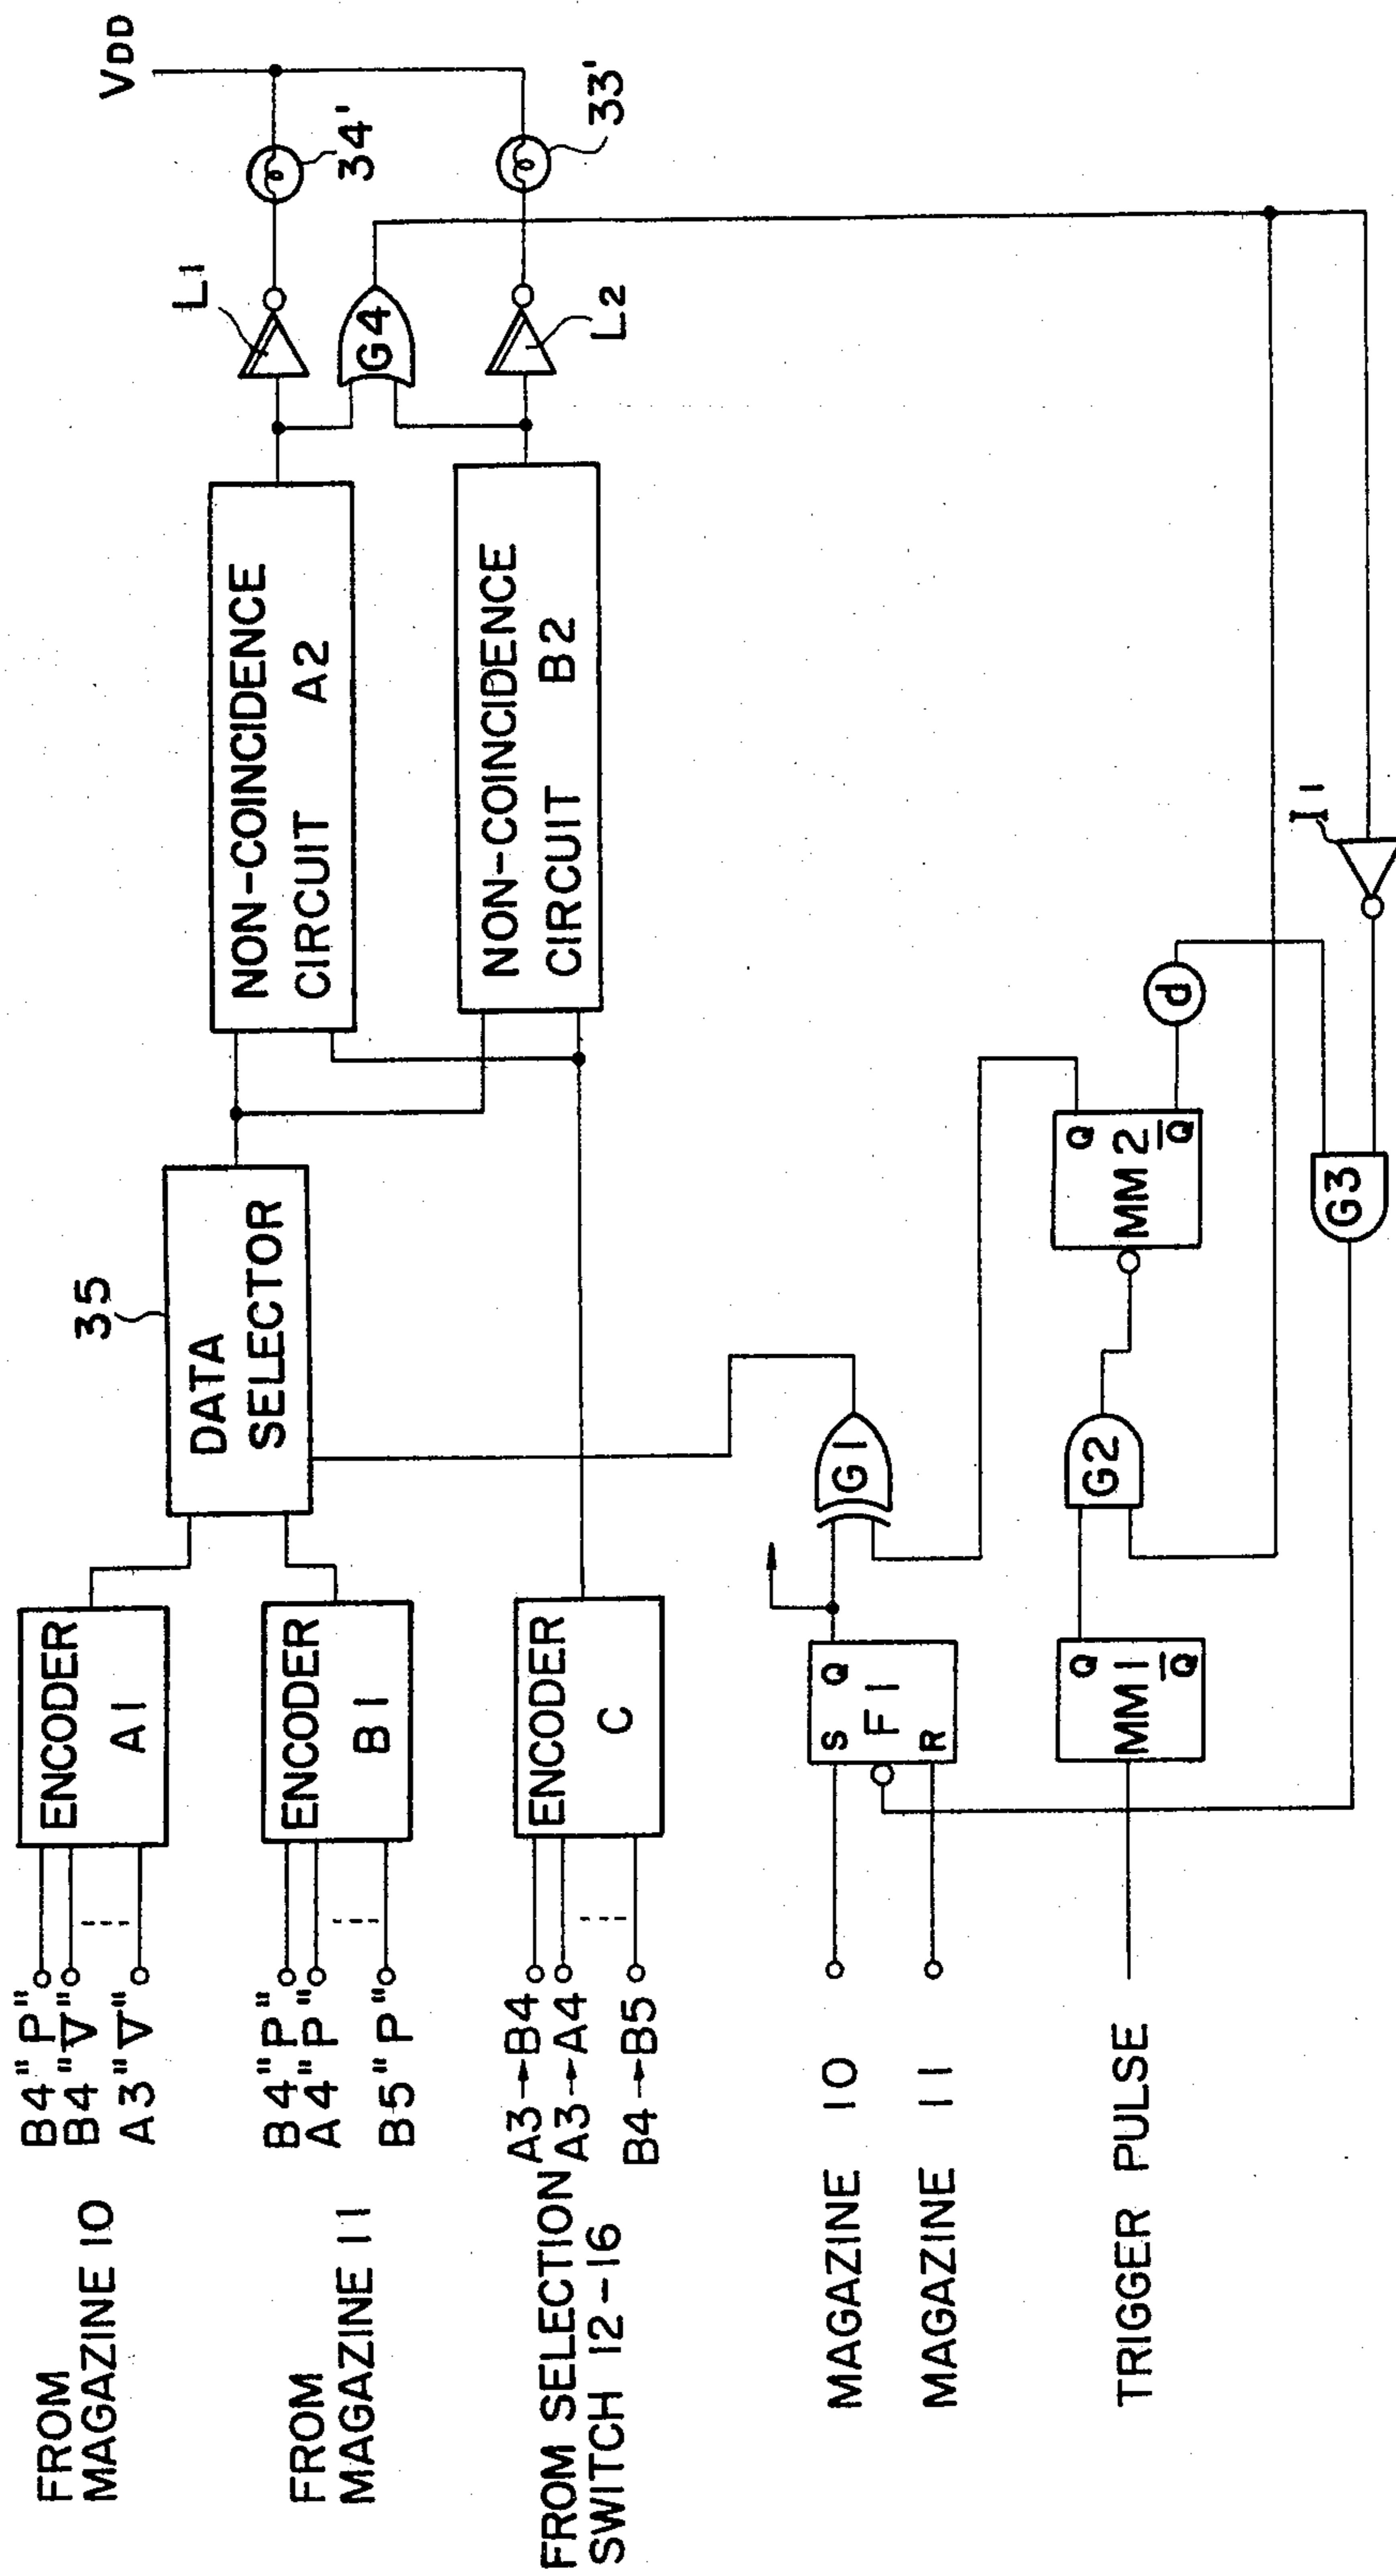 FROM
MAGAZINE 10
B4"P"
B4"V"
A3"V"
ENCODER
A1
FROM
MAGAZINE 11
B4"P"
A4"P"
B5"P"
ENCODER
B1
35
DATA
SELECTOR
NON-COINCIDENCE
CIRCUIT A2
L1
34'
VDD
FROM SELECTION
SWITCH 12-16
A3→B4
A3→A4
B4→B5
ENCODER
C
NON-COINCIDENCE
CIRCUIT B2
G4
L2
33'
MAGAZINE 10
MAGAZINE 11
S Q
F1
R
G1
TRIGGER PULSE
Q
MM1
Q̅
G2
Q
MM2
Q̅
d
G3
I1